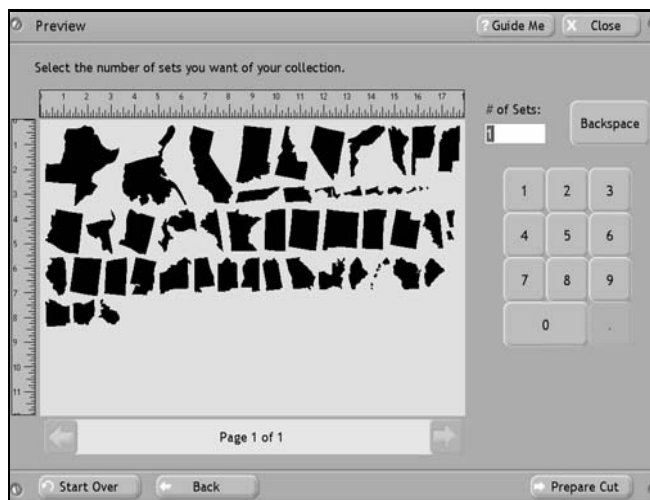 Preview
? Guide Me
X Close
Select the number of sets you want of your collection.
1 2 3 4 5 6 7 8 9 10 11 12 13 14 15 16 17 1
0
1
2
3
4
5
6
7
8
9
10
11
# of Sets:
1
Backspace
1 2 3
4 5 6
7 8 9
0 .
Page 1 of 1
Start Over
Back
Prepare Cut